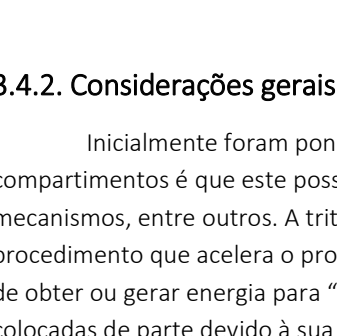 3.4.2. Considerações gerais
Inicialmente foram pon
compartimentos é que este poss
mecanismos, entre outros. A trit
procedimento que acelera o pro
de obter ou gerar energia para “
colocadas de parte devido à sua